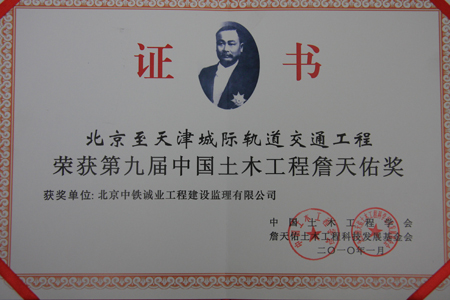 证 书
北京至天津城际轨道交通工程
荣获第九届中国土木工程詹天佑奖
获奖单位:北京中铁诚业工程建设监理有限公司
中国土木工程学会
詹天佑土木工程科技发展基金会
二〇一〇年一月